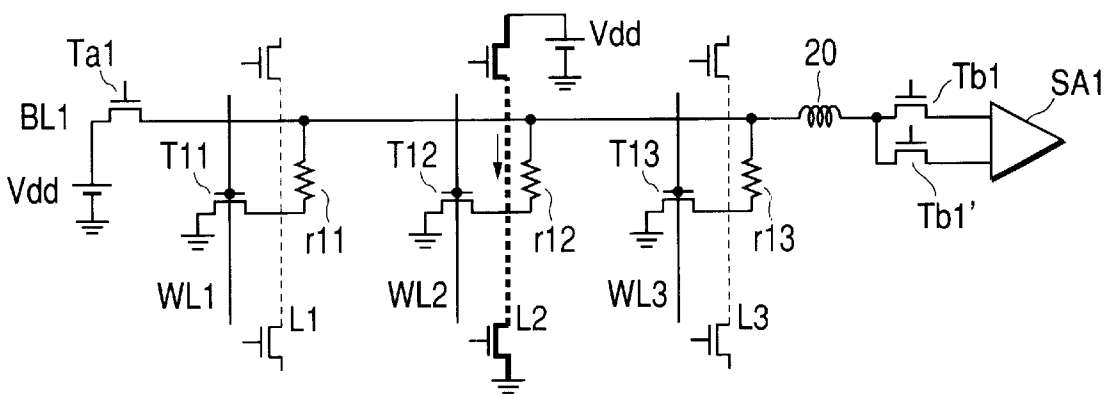 Vdd
Ta1
20
Tb1
SA1
BL1
T11
T12
T13
Vdd
Tb1'
r11
r12
r13
WL1
WL2
WL3
L1
L2
L3